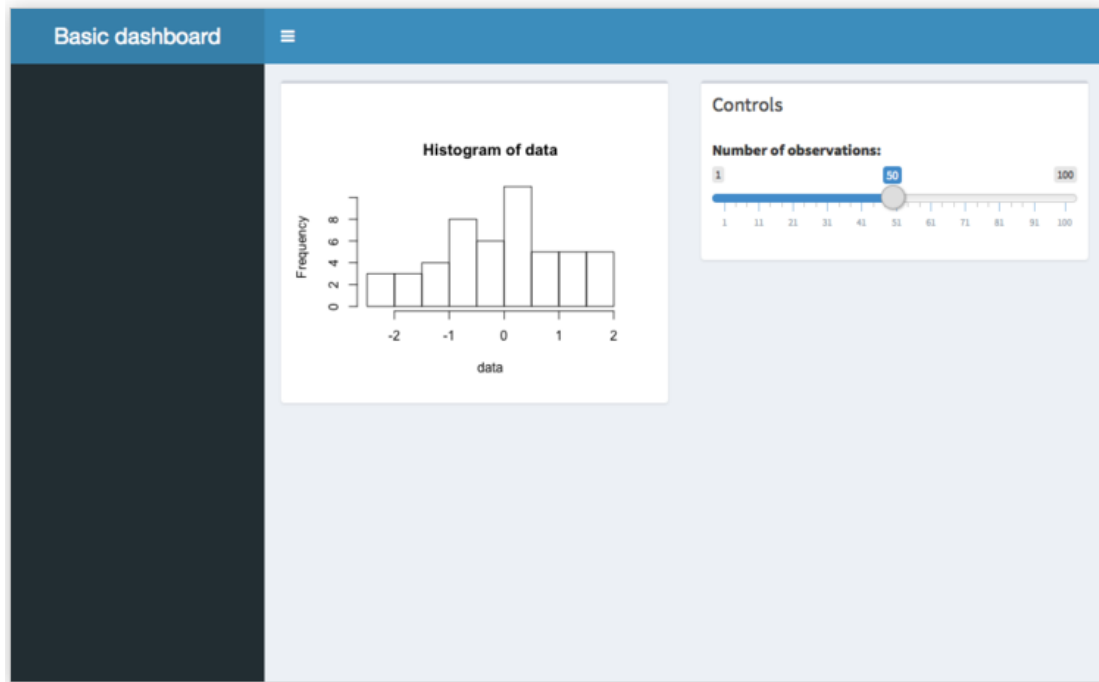 Basic dashboard
Histogram of data
Frequency
8
6
4
2
0
-2 -1 0 1 2
data
Controls
Number of observations:
1 50 100
1 11 21 31 41 51 61 71 81 91 100